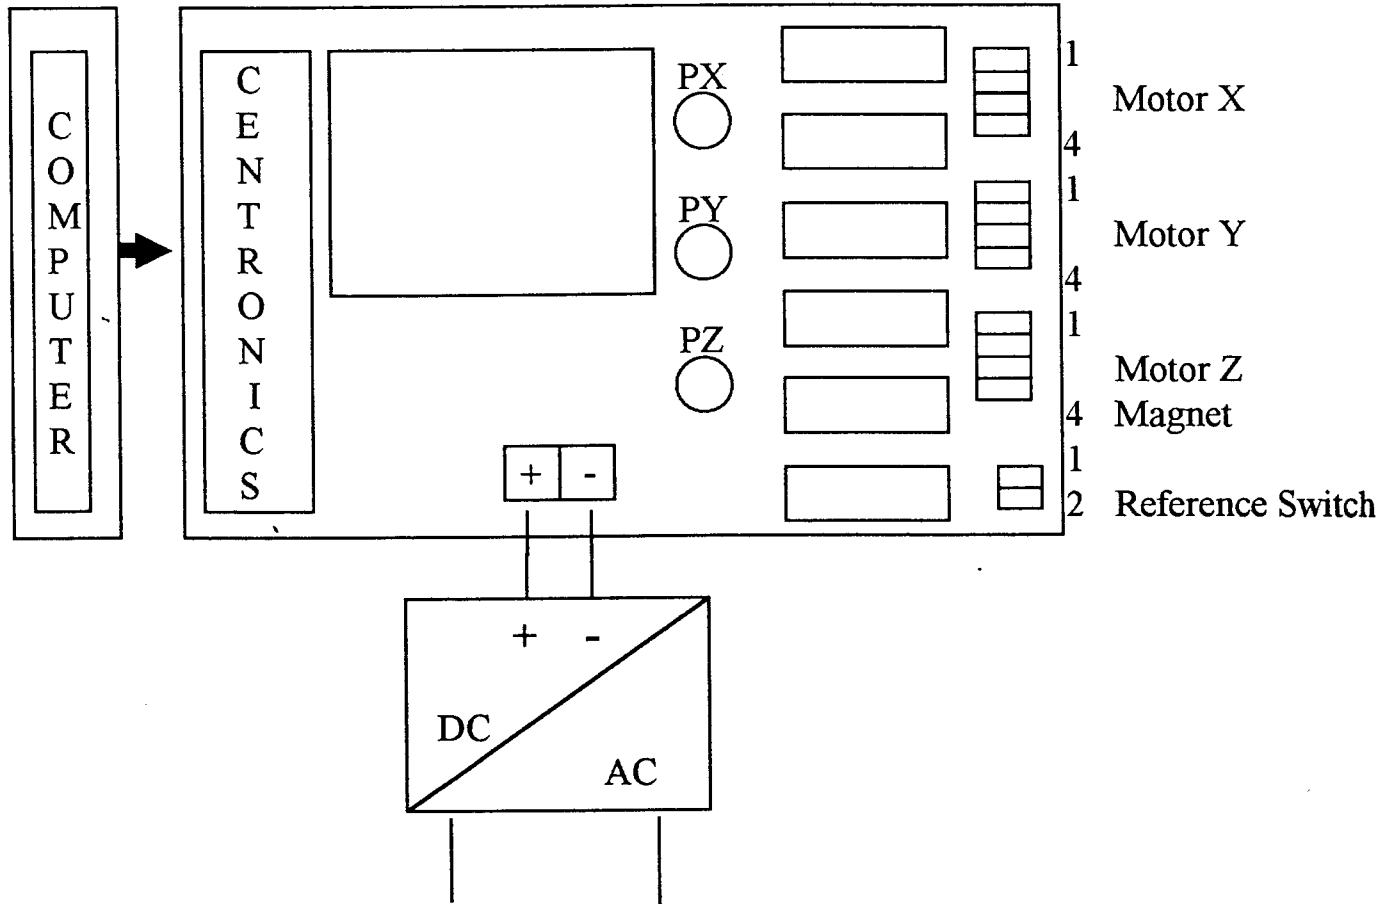 COMPUTER
CENTRONICS
PX
PY
PZ
+ -
1
4
Motor X
1
4
Motor Y
1
4
Motor Z
Magnet
1
2
Reference Switch
+ -
DC
AC